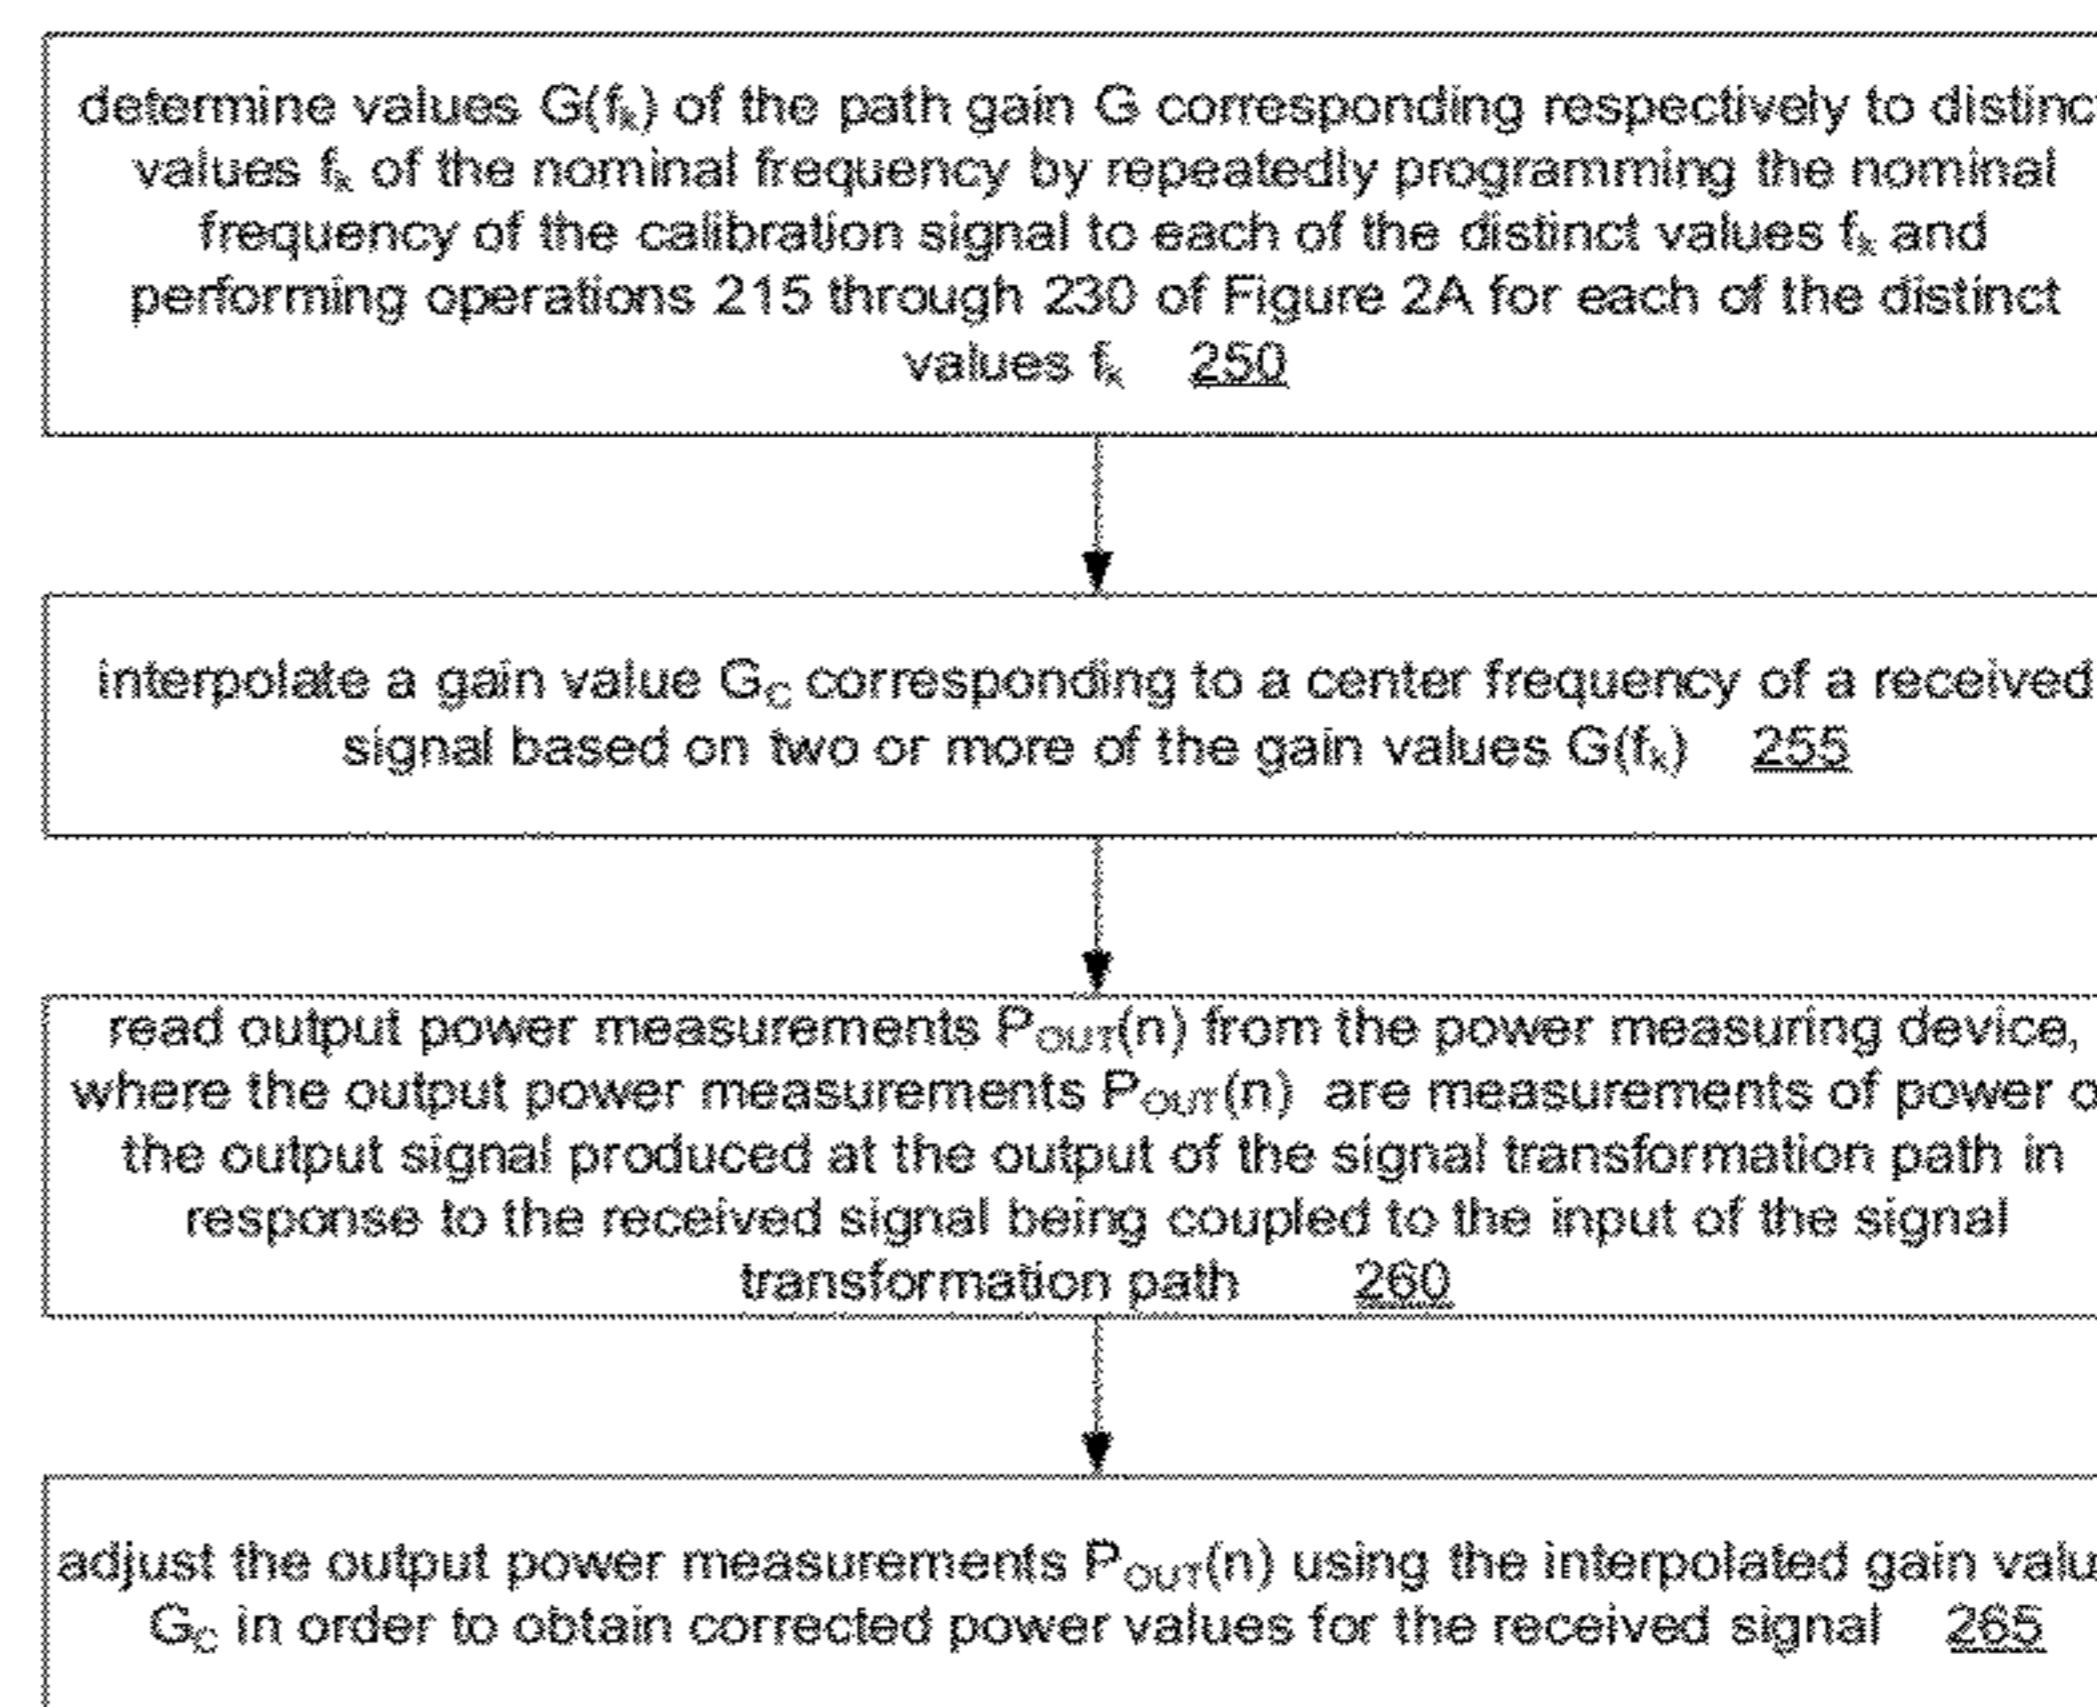 determine values G(fₖ) of the path gain G corresponding respectively to distinct
values fₖ of the nominal frequency by repeatedly programming the nominal
frequency of the calibration signal to each of the distinct values fₖ and
performing operations 215 through 230 of Figure 2A for each of the distinct
values fₖ 250
interpolate a gain value G_C corresponding to a center frequency of a received
signal based on two or more of the gain values G(fₖ) 255
read output power measurements P_OUT(n) from the power measuring device,
where the output power measurements P_OUT(n) are measurements of power
the output signal produced at the output of the signal transformation path in
response to the received signal being coupled to the input of the signal
transformation path 260
adjust the output power measurements P_OUT(n) using the interpolated gain valu
G_C in order to obtain corrected power values for the received signal 265